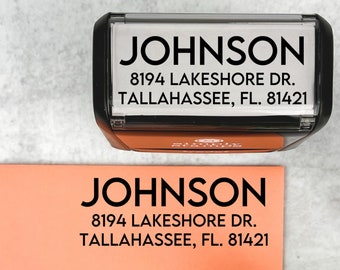 JOHNSON
8194 LAKESHORE DR.
TALLAHASSEE, FL. 81421
JOHNSON
8194 LAKESHORE DR.
TALLAHASSEE, FL. 81421